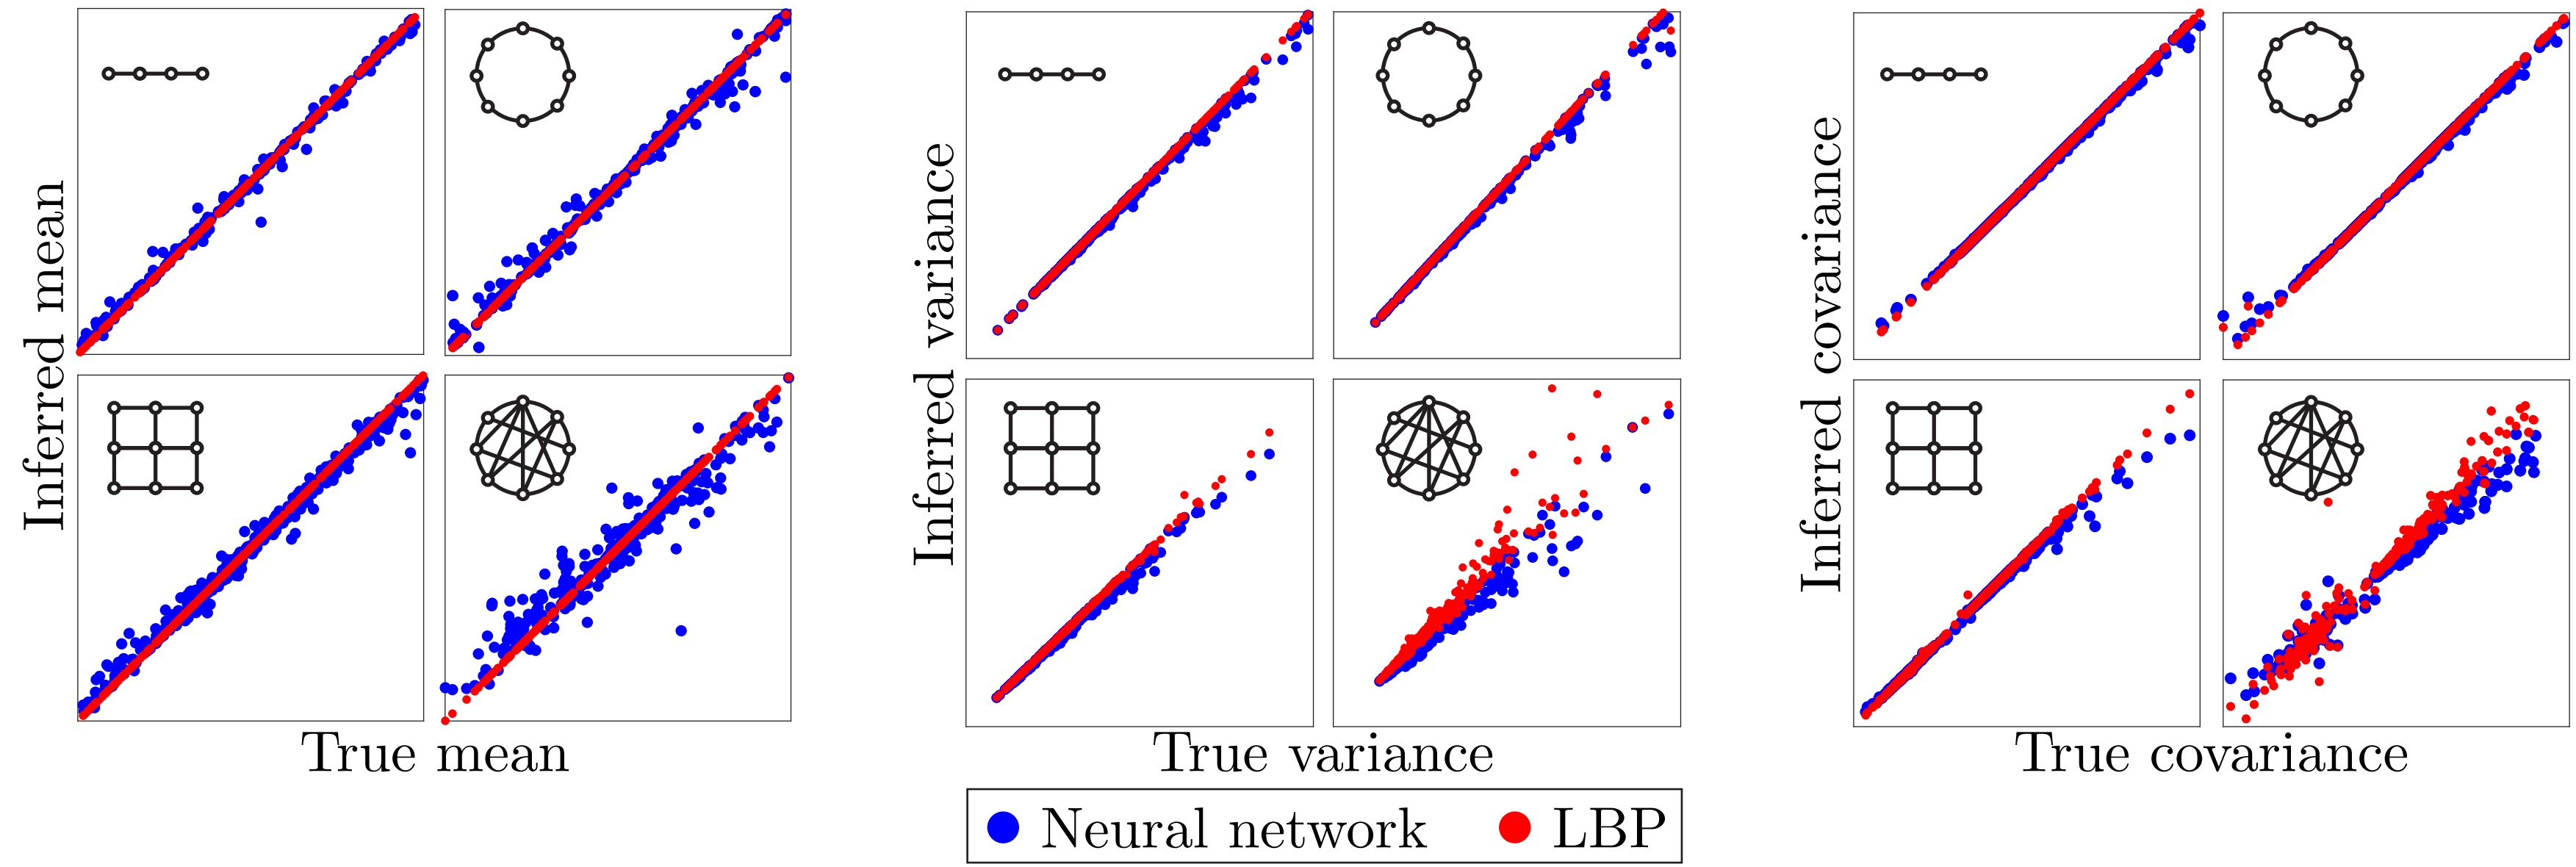 Inferred mean
True mean
Inferred variance
True variance
Inferred covariance
True covariance
Neural network
LBP